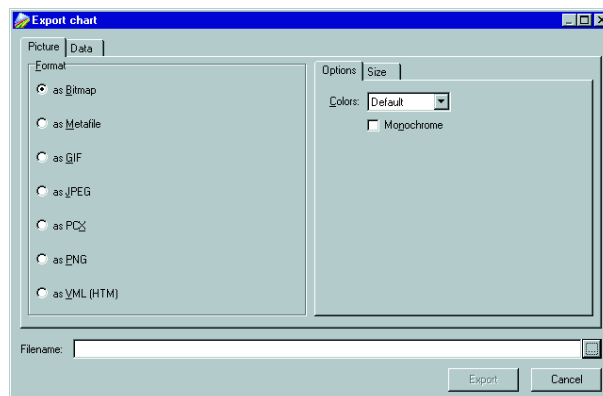 Export chart
Picture Data
Format
as Bitmap
as Metafile
as GIF
as JPEG
as PCX
as PNG
as VML (HTM)
Options Size
Colors: Default
Monochrome
Filename: ...
Export Cancel